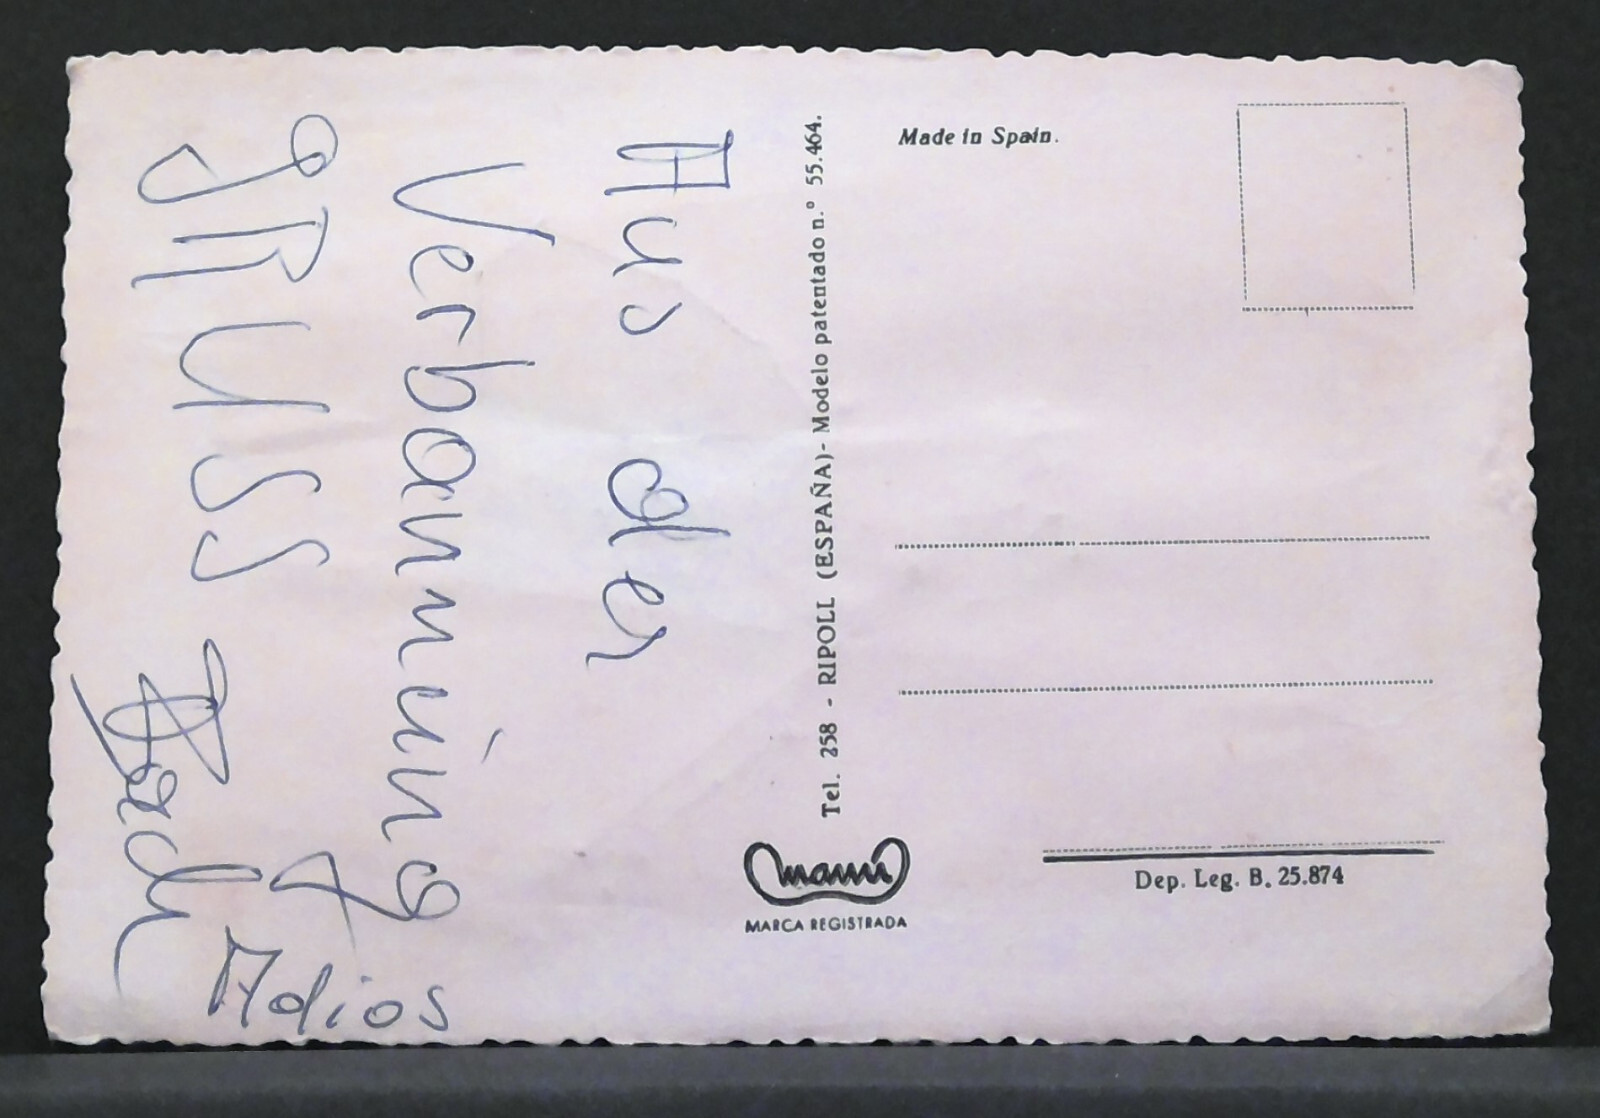 Aus der
Verbannung
gRUSS
Adios
Tel. 258 - RIPOLL (ESPAÑA) - Modelo patentado n.º 55.464.
mami
MARCA REGISTRADA
Made in Spain.
Dep. Leg. B. 25.874